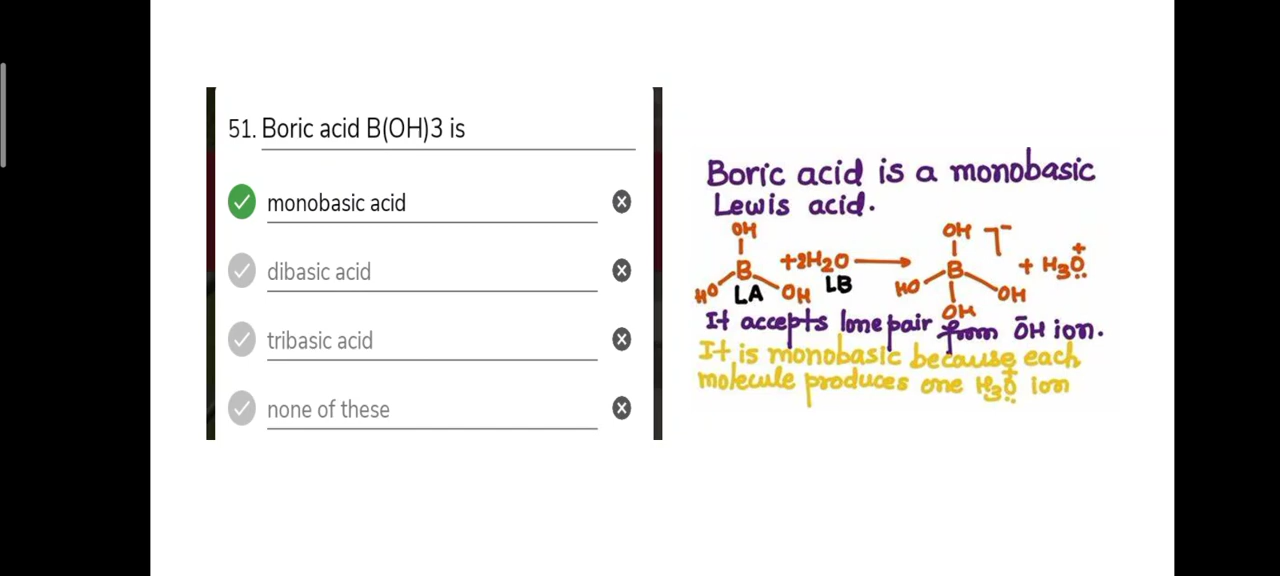 51. Boric acid B(OH)3 is
monobasic acid
dibasic acid
tribasic acid
none of these
Boric acid is a monobasic
Lewis acid.
OH
B
HO
OH
LA
+2H2O
LB
OH
B
HO
OH
OH
+ H3O+
It accepts lone pair from ŌH ion.
It is monobasic because each
molecule produces one H3O+ ion